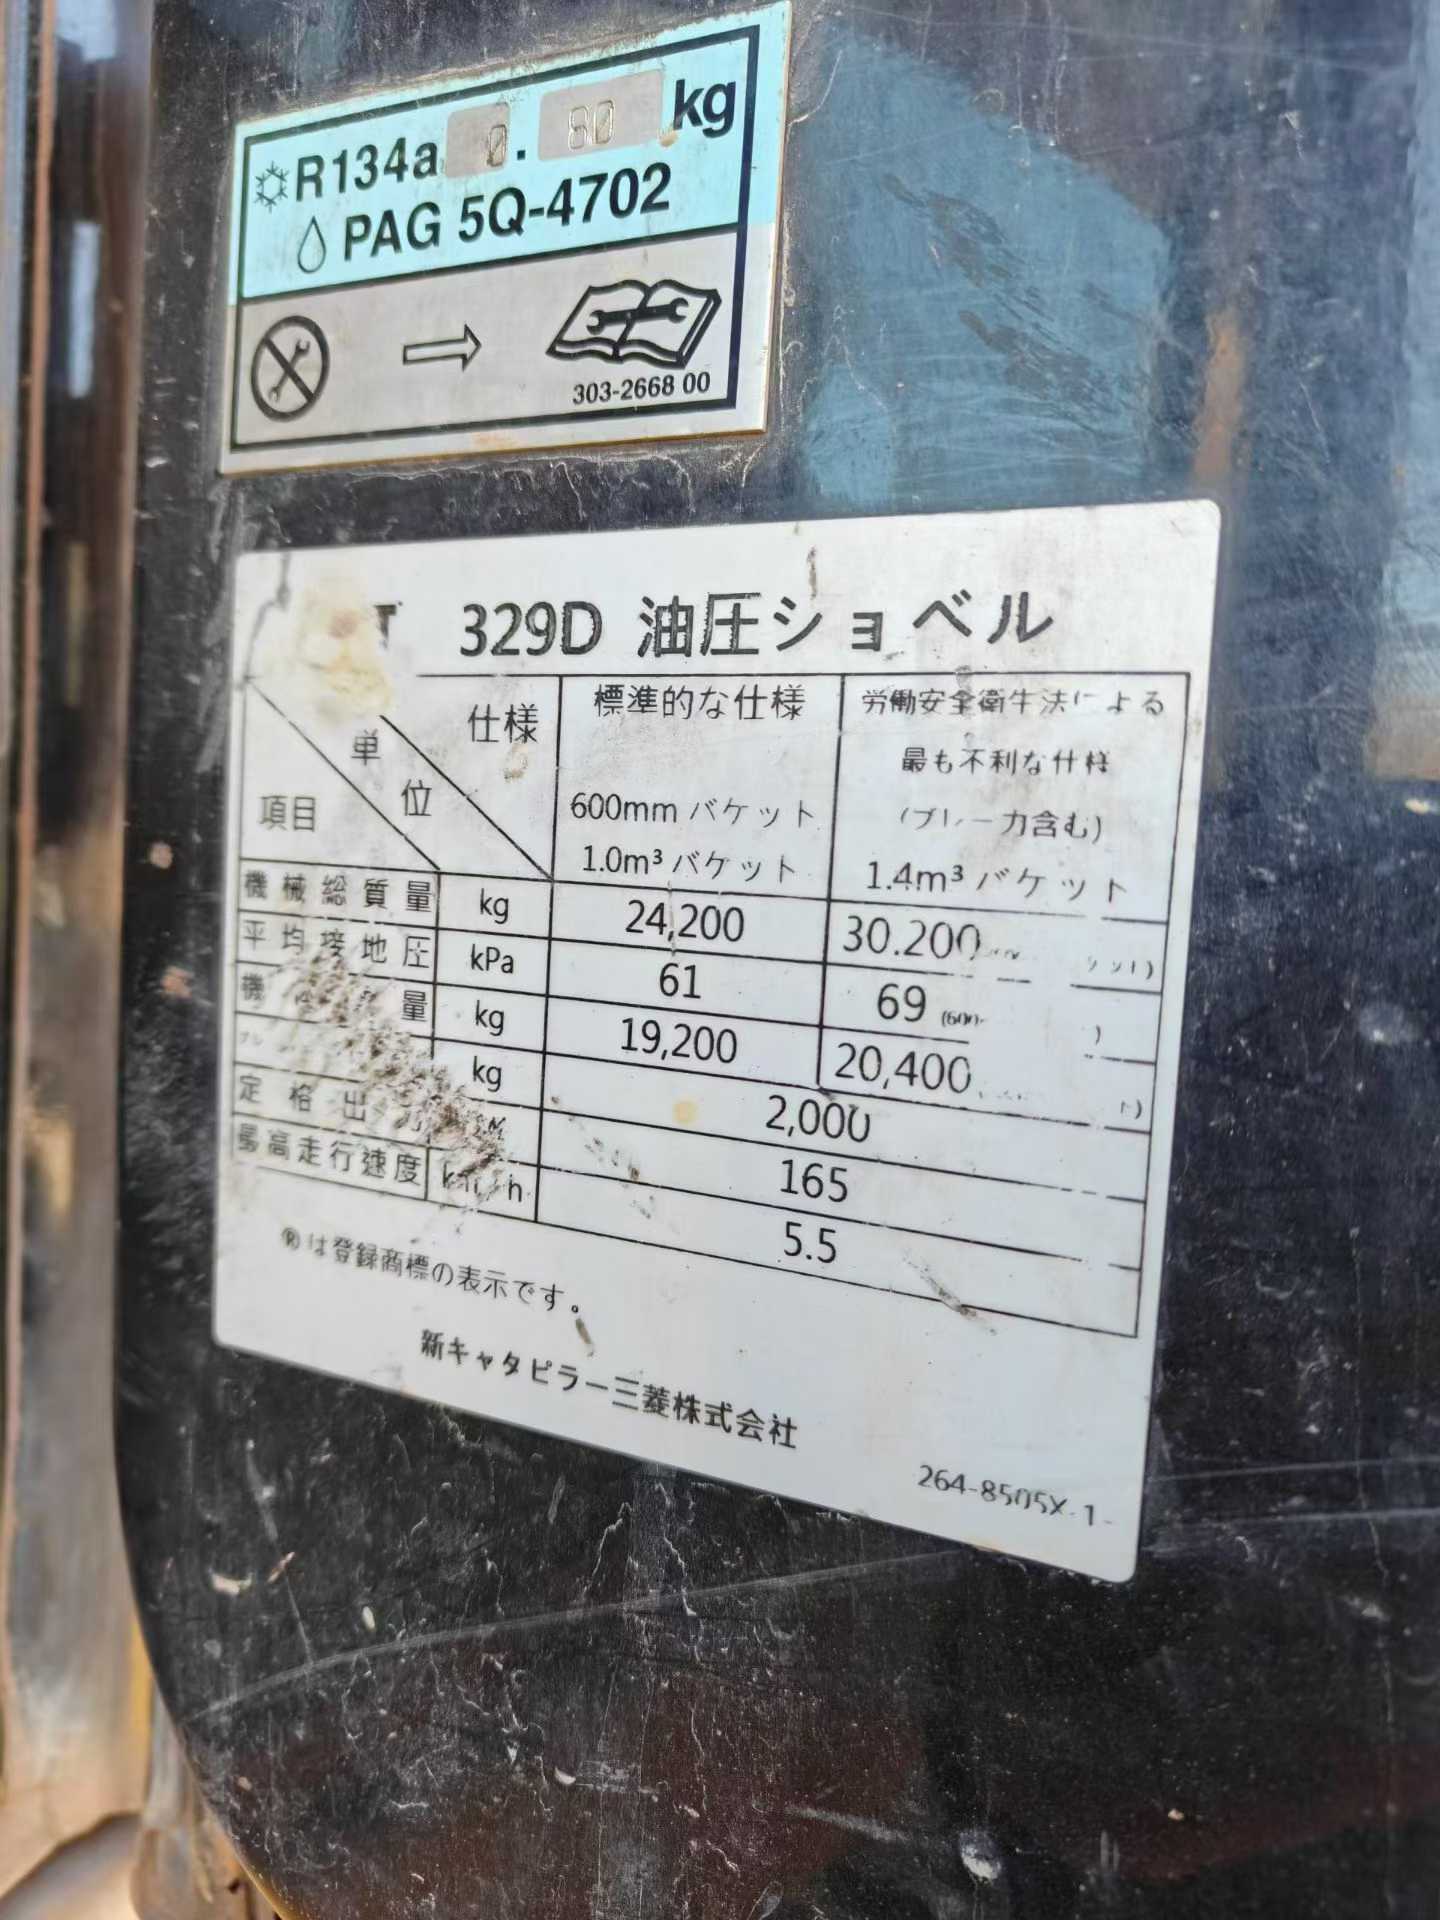 R134a 0.80 kg
PAG 5Q-4702
303-2668 00
329D 油圧ショベル
単位
仕様
項目
標準的な仕様
600mm バケット
1.0m³ バケット
労働安全衛生法による
最も不利な仕様
(ブレーカ含む)
1.4m³ バケット
機械総質量 kg 24,200 30.200
平均接地圧 kPa 61 69
機 量 kg 19,200 20,400
kg 2,000
定格出 165
最高走行速度 km/h 5.5
®は登録商標の表示です。
新キャタピラー三菱株式会社
264-8505X-1-